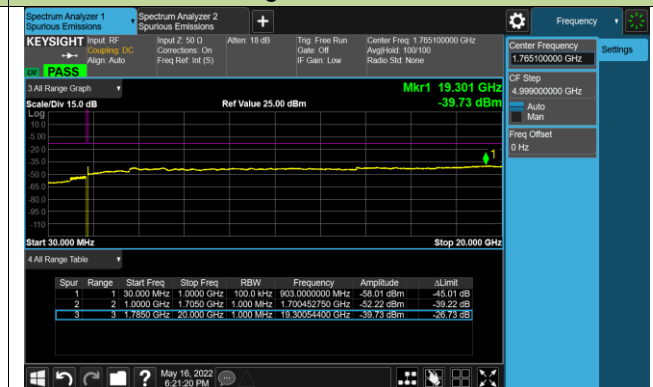 Spectrum Analyzer 1
Spurious Emissions
Spectrum Analyzer 2
Spurious Emissions
+
Frequency
KEYSIGHT
Input: RF
Coupling: DC
Align: Auto
Input Z: 50 Ω
Corrections: On
Freq Ref: Int (S)
Atten: 18 dB
Trig: Free Run
Gate: Off
IF Gain: Low
Center Freq: 1.765100000 GHz
Avg|Hold: 100/100
Radio Std: None
PASS
Center Frequency
1.765100000 GHz
Settings
CF Step
4.999000000 GHz
Auto
Man
Freq Offset
0 Hz
3 All Range Graph
Mkr1 19.301 GHz
Scale/Div 15.0 dB
Ref Value 25.00 dBm
-39.73 dBm
Log
10.0
-5.00
-20.0
-35.0
-50.0
-65.0
-80.0
-95.0
-110
1
Start 30.000 MHz
Stop 20.000 GHz
4 All Range Table
Spur Range Start Freq Stop Freq RBW Frequency Amplitude ΔLimit
1 1 30.000 MHz 1.0000 GHz 100.0 kHz 903.0000000 MHz -58.01 dBm -45.01 dB
2 2 1.0000 GHz 1.7050 GHz 1.000 MHz 1.700452750 GHz -52.22 dBm -39.22 dB
3 3 1.7850 GHz 20.000 GHz 1.000 MHz 19.30054400 GHz -39.73 dBm -26.73 dB
?
May 16, 2022
6:21:20 PM